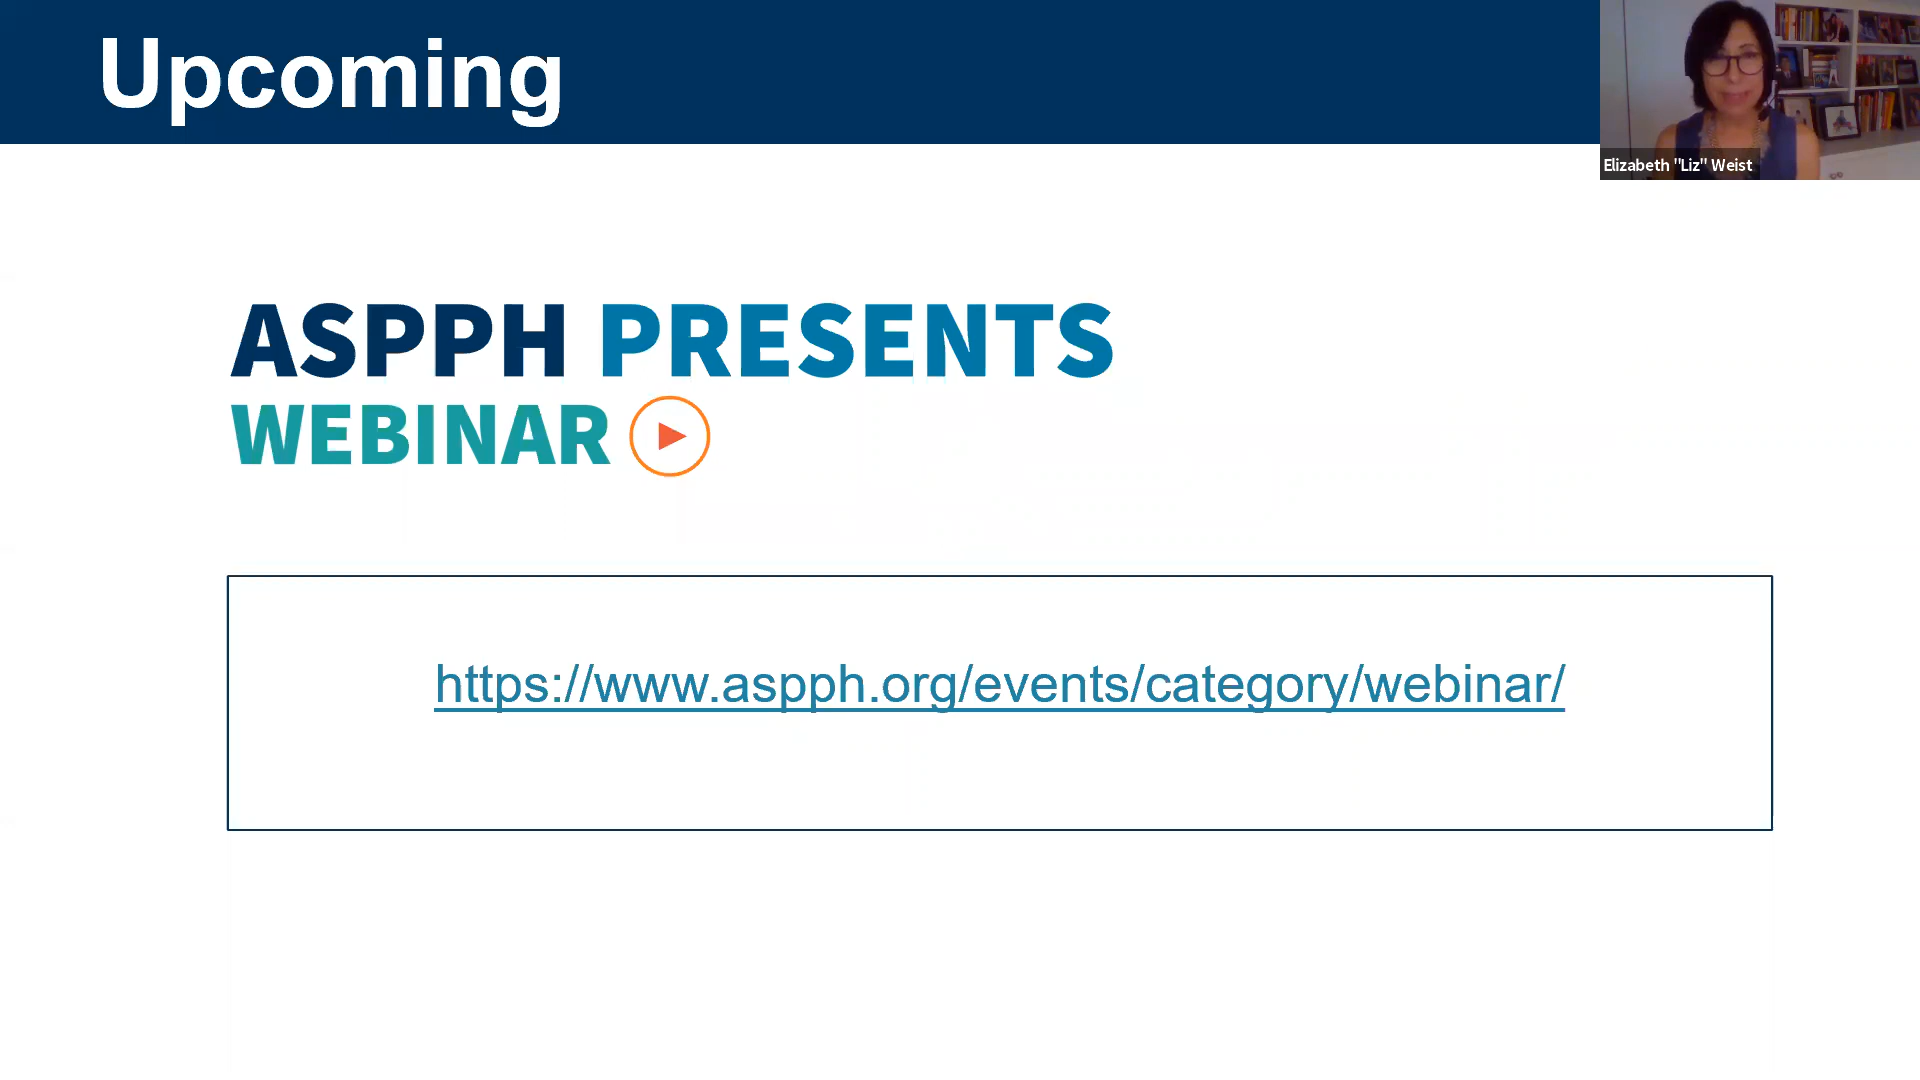 Upcoming
Elizabeth "Liz" Weist
ASPPH PRESENTS
WEBINAR
https://www.aspph.org/events/category/webinar/